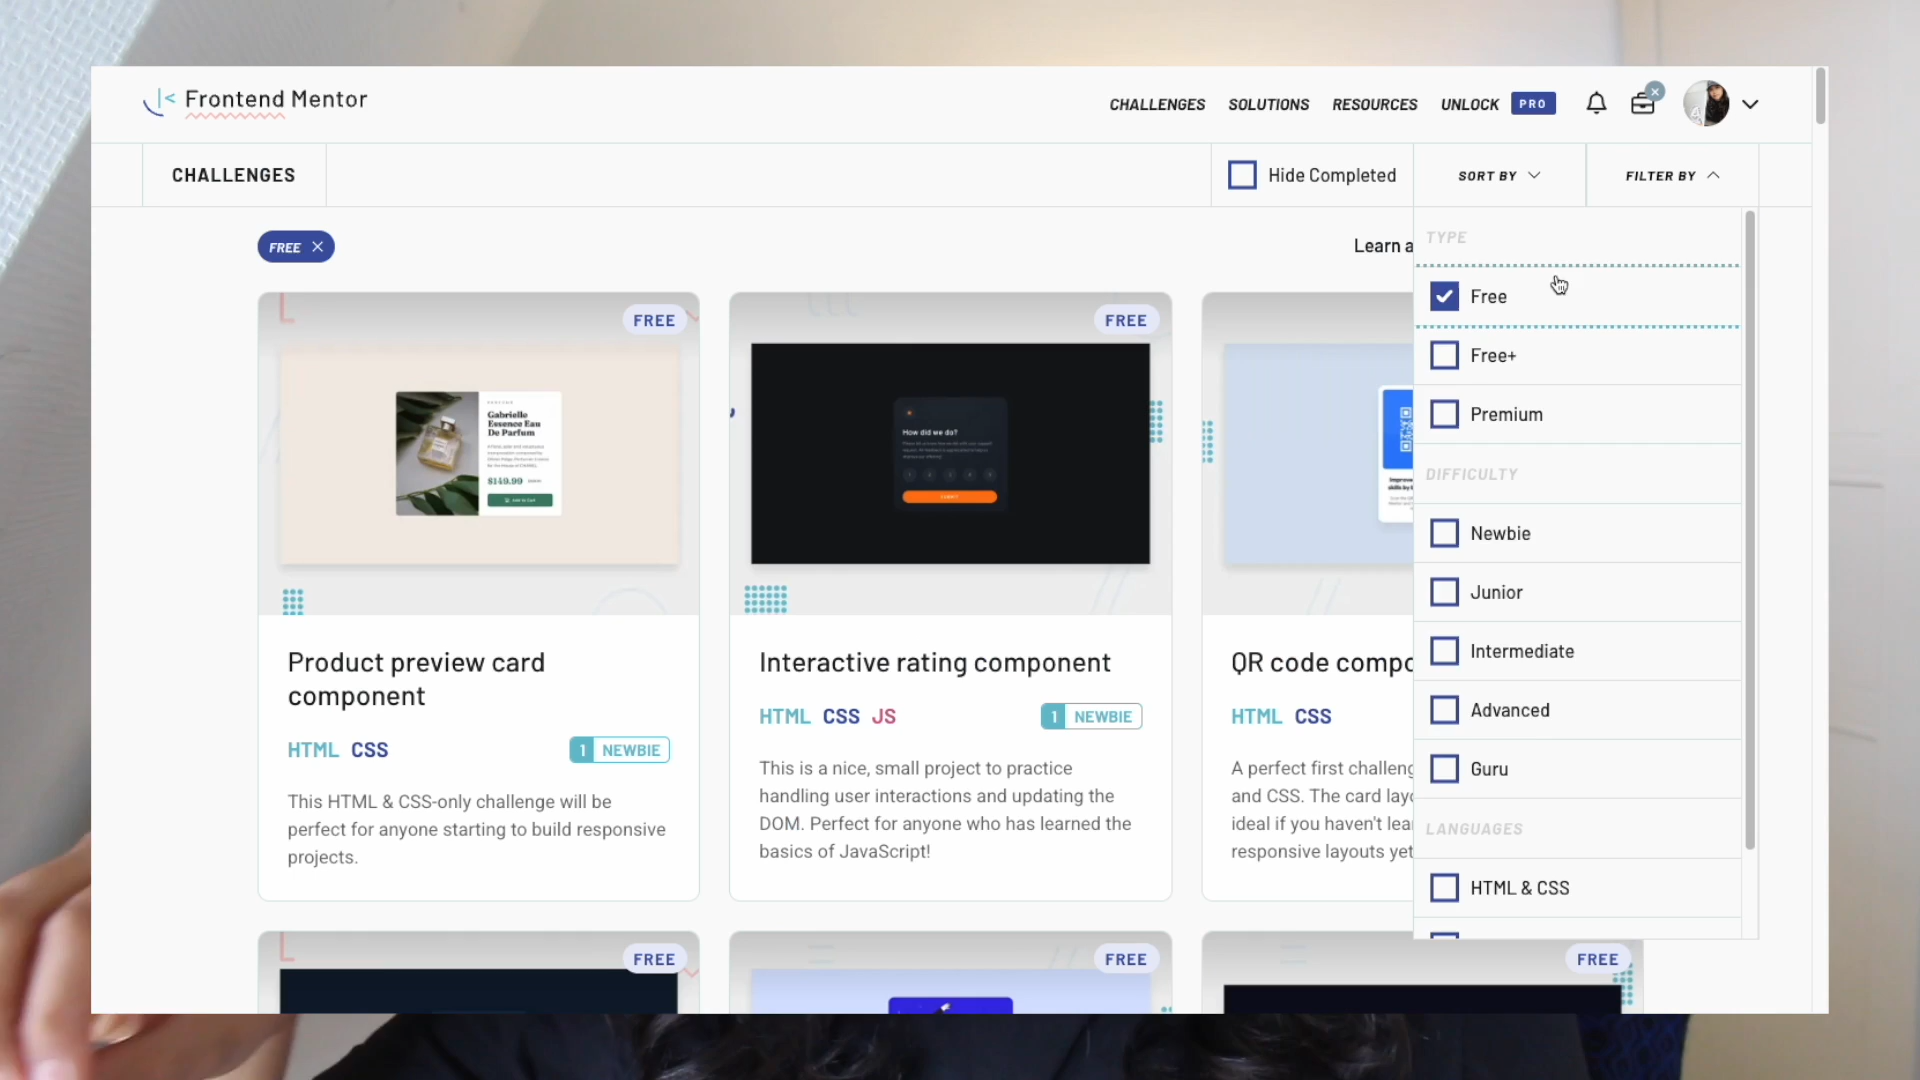 Frontend Mentor
CHALLENGES SOLUTIONS RESOURCES UNLOCK PRO
CHALLENGES
Hide Completed
SORT BY
FILTER BY
FREE
Learn a
TYPE
Free
Free+
Premium
DIFFICULTY
Newbie
Junior
Intermediate
Advanced
Guru
LANGUAGES
HTML & CSS
FREE
Gabrielle
Essence Eau
De Parfum
$149.99
Add to Cart
Product preview card
component
HTML CSS
1 NEWBIE
This HTML & CSS-only challenge will be
perfect for anyone starting to build responsive
projects.
FREE
How did we do?
Interactive rating component
HTML CSS JS
1 NEWBIE
This is a nice, small project to practice
handling user interactions and updating the
DOM. Perfect for anyone who has learned the
basics of JavaScript!
QR code compo
HTML CSS
A perfect first challeng
and CSS. The card layo
ideal if you haven't lea
responsive layouts yet
FREE
FREE
FREE